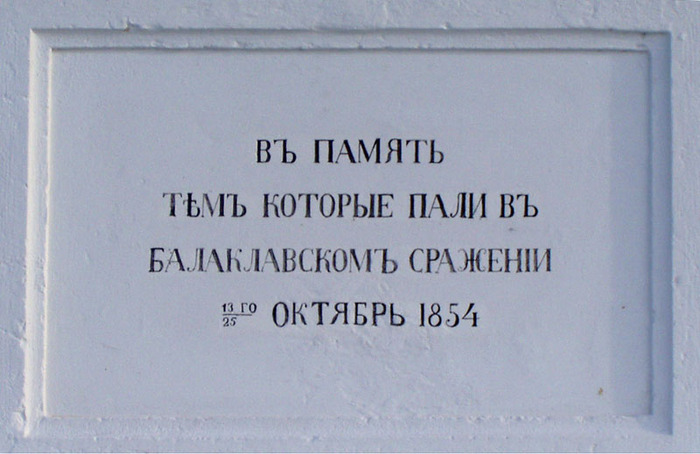 ВЪ ПАМЯТЬ
ТѢМЪ КОТОРЫЕ ПАЛИ ВЪ
БАЛАКЛАВСКОМЪ СРАЖЕНІИ
13 ГО/25 ОКТЯБРЬ 1854